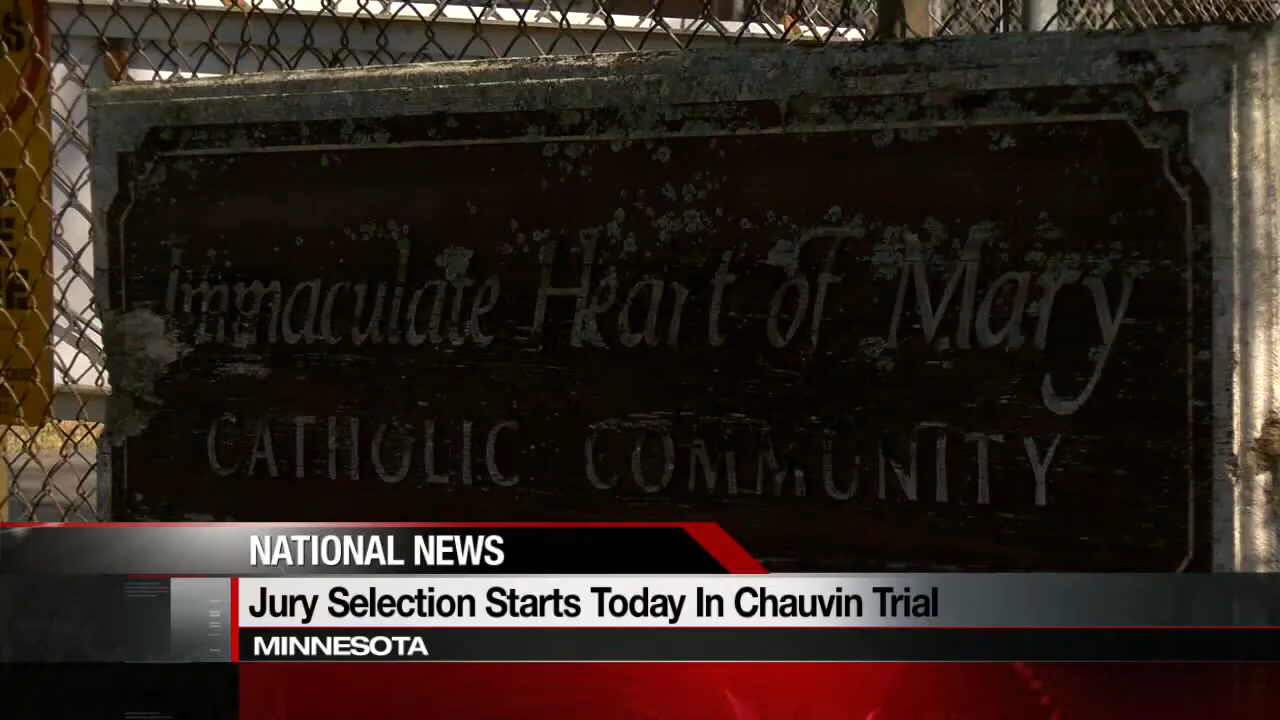 Immaculate Heart of Mary
CATHOLIC COMMUNITY
NATIONAL NEWS
Jury Selection Starts Today In Chauvin Trial
MINNESOTA